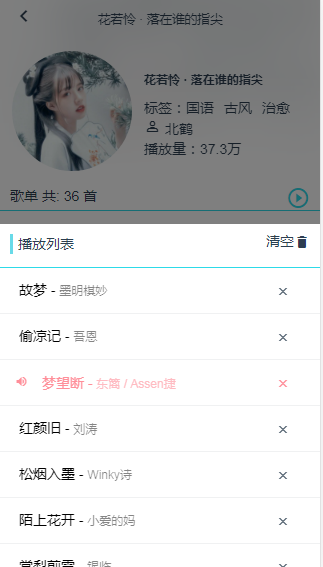 花若怜 · 落在谁的指尖
花若怜 · 落在谁的指尖
标签：国语 古风 治愈
北鹤
播放量：37.3万
歌单 共: 36 首
播放列表
清空
故梦 - 墨明棋妙
偷凉记 - 吾恩
梦望断 - 东篱 / Assen捷
红颜旧 - 刘涛
松烟入墨 - Winky诗
陌上花开 - 小爱的妈